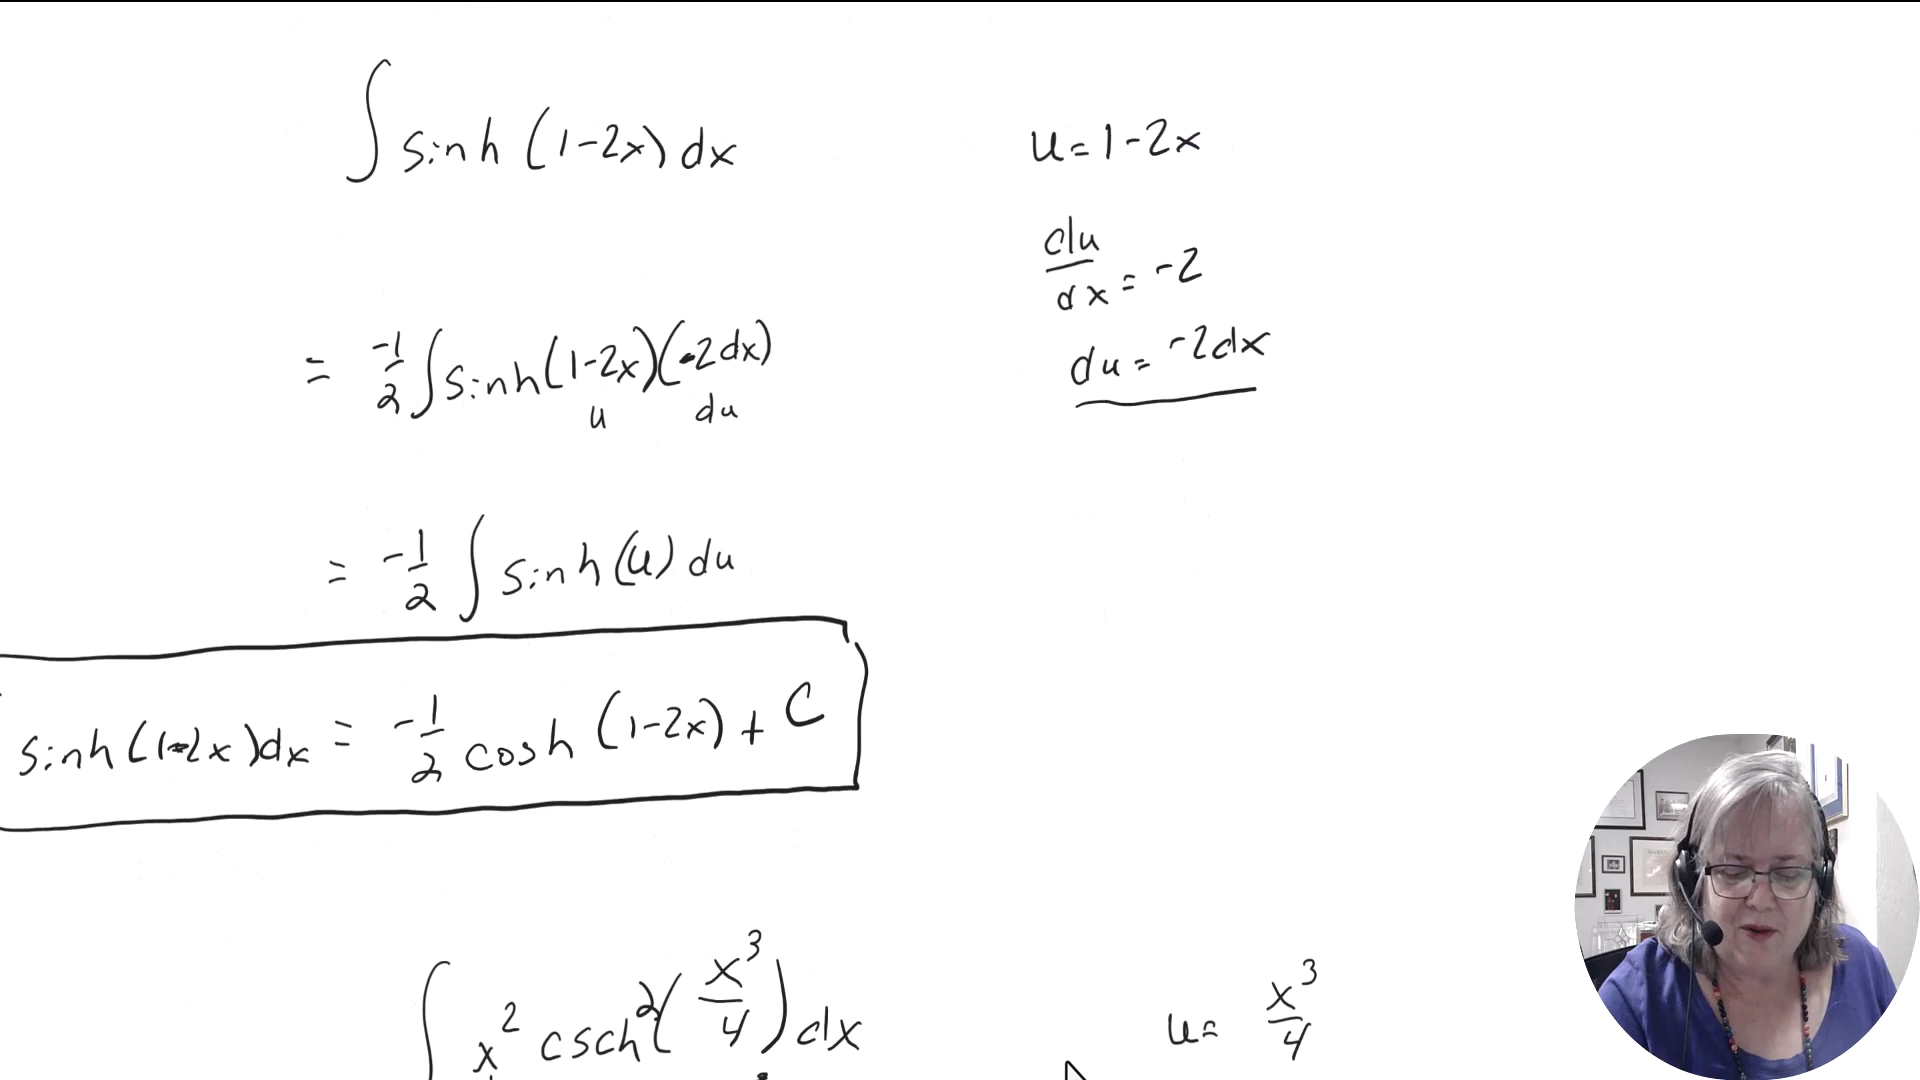 ∫ sinh (1-2x) dx
u = 1-2x
du/dx = -2
du = -2dx
= -1/2 ∫ sinh(1-2x)(-2dx)
u du
= -1/2 ∫ sinh (u) du
sinh(1-2x)dx = -1/2 cosh (1-2x) + C
∫ x² csch²(x³/4) dx
u = x³/4